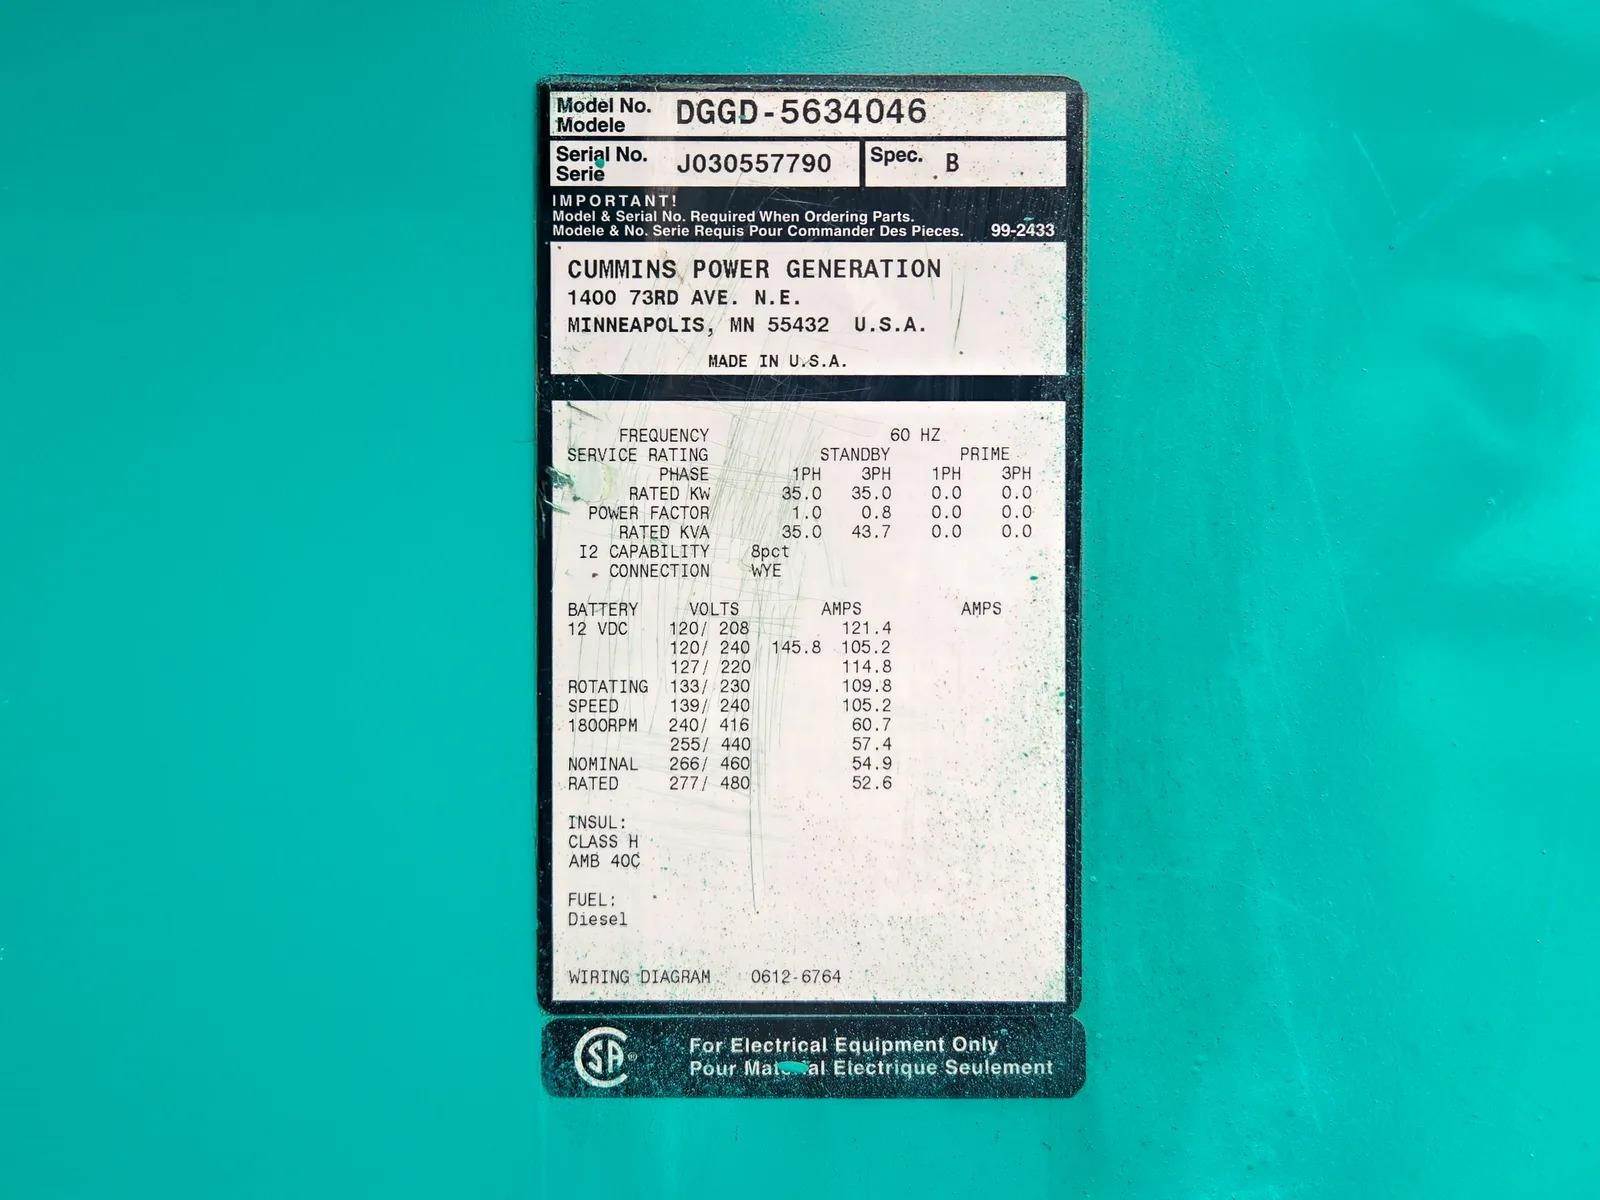 Model No. DGGD-5634046
Modele
Serial No. J030557790 Spec. B
Serie
IMPORTANT!
Model & Serial No. Required When Ordering Parts.
Modele & No. Serie Requis Pour Commander Des Pieces. 99-2433
CUMMINS POWER GENERATION
1400 73RD AVE. N.E.
MINNEAPOLIS, MN 55432 U.S.A.
MADE IN U.S.A.
FREQUENCY 60 HZ
SERVICE RATING STANDBY PRIME
PHASE 1PH 3PH 1PH 3PH
RATED KW 35.0 35.0 0.0 0.0
POWER FACTOR 1.0 0.8 0.0 0.0
RATED KVA 35.0 43.7 0.0 0.0
I2 CAPABILITY 8pct
CONNECTION WYE
BATTERY VOLTS AMPS AMPS
12 VDC 120/ 208 121.4
120/ 240 145.8 105.2
127/ 220 114.8
ROTATING 133/ 230 109.8
SPEED 139/ 240 105.2
1800RPM 240/ 416 60.7
255/ 440 57.4
NOMINAL 266/ 460 54.9
RATED 277/ 480 52.6
INSUL:
CLASS H
AMB 40C
FUEL:
Diesel
WIRING DIAGRAM 0612-6764
CSA ® For Electrical Equipment Only
Pour Electrique Seulement